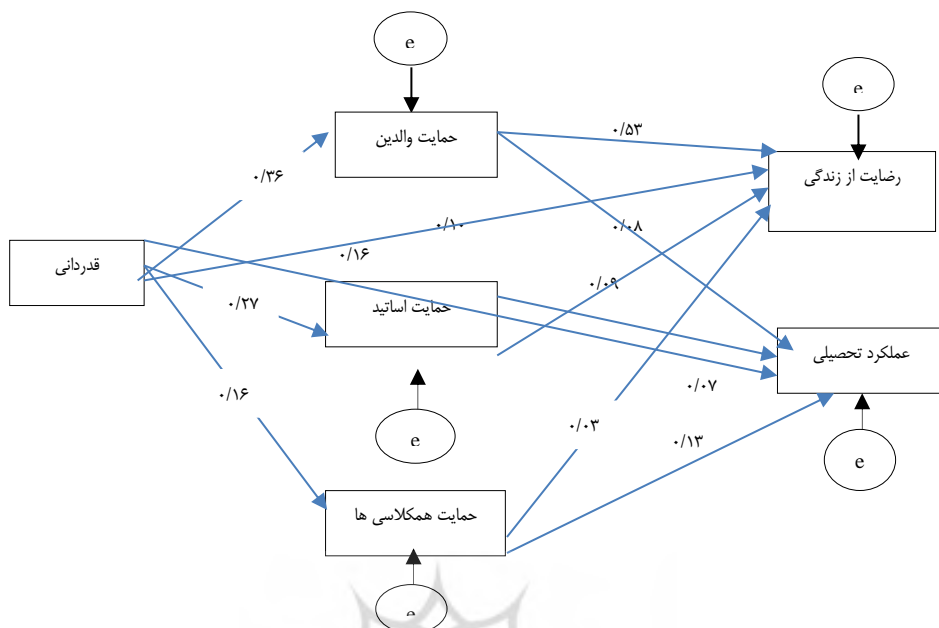 e
e
حمایت والدین
۰/۵۳
رضایت از زندگی
۰/۳۶
۰/۱۰
۰/۰۸
۰/۱۶
قدردانی
۰/۰۹
۰/۲۷
حمایت اساتید
عملکرد تحصیلی
۰/۰۷
۰/۱۶
۰/۰۳
۰/۱۳
e
e
حمایت همکلاسی ها
e